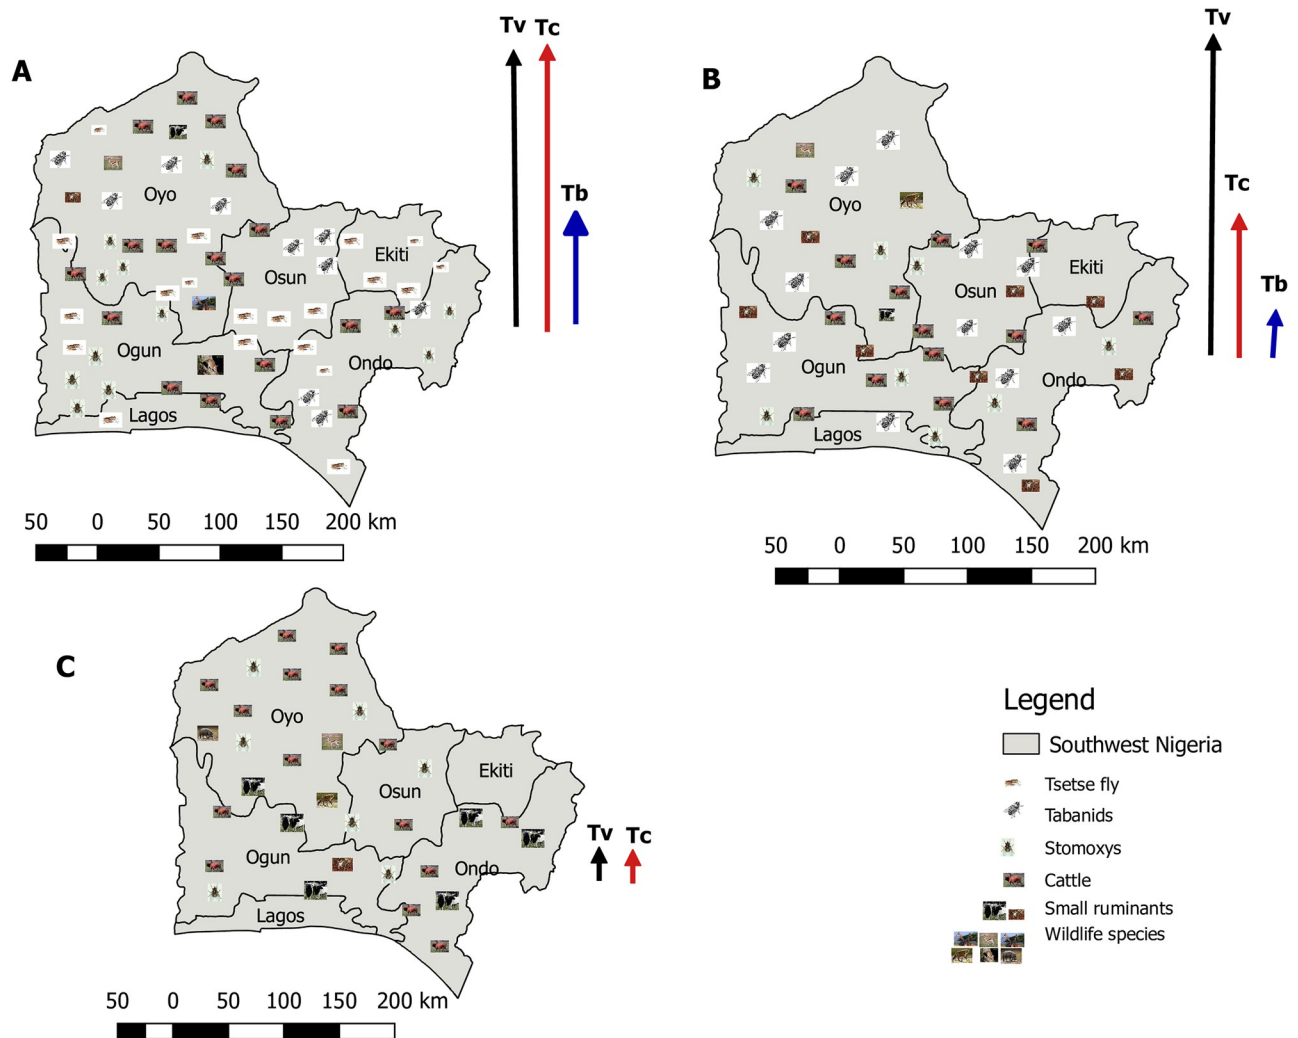 A
Tv Tc
Tb
Oyo
Osun
Ekiti
Ogun
Ondo
Lagos
50 0 50 100 150 200 km
B
Tv
Tc
Tb
Oyo
Osun
Ekiti
Ogun
Ondo
Lagos
50 0 50 100 150 200 km
C
Oyo
Osun
Ekiti
Ogun
Ondo
Lagos
Tv Tc
50 0 50 100 150 200 km
Legend
Southwest Nigeria
Tsetse fly
Tabanids
Stomoxys
Cattle
Small ruminants
Wildlife species